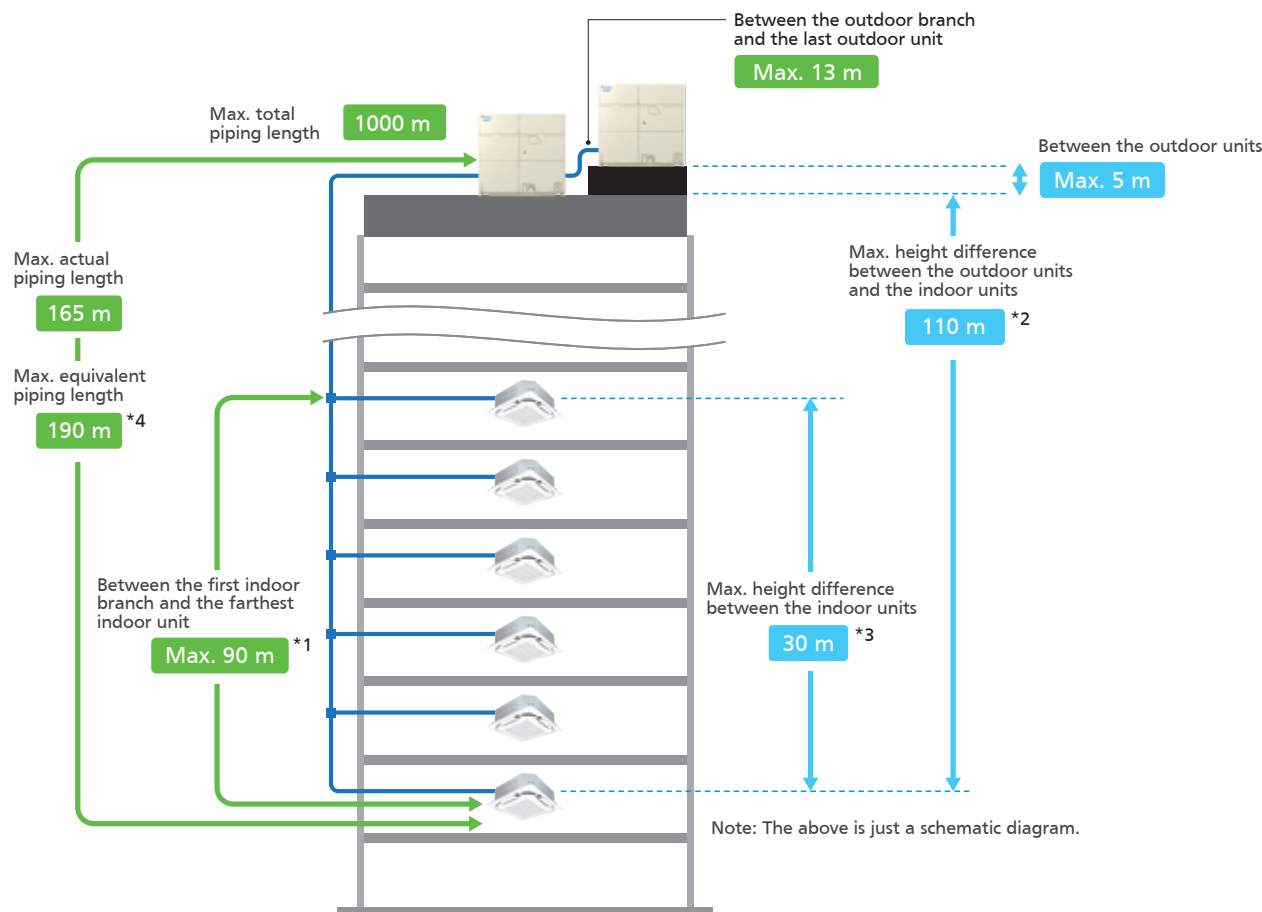 Between the outdoor branch
and the last outdoor unit
Max. 13 m
Max. total
piping length
1000 m
Between the outdoor units
Max. 5 m
Max. actual
piping length
165 m
Max. height difference
between the outdoor units
and the indoor units
110 m
*2
Max. equivalent
piping length
190 m
*4
Between the first indoor
branch and the farthest
indoor unit
Max. 90 m
*1
Max. height difference
between the indoor units
30 m
*3
Note: The above is just a schematic diagram.